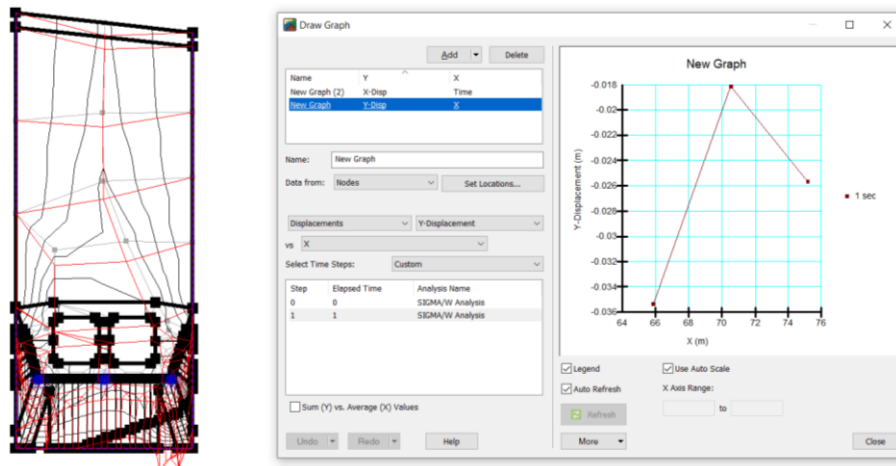 Draw Graph
Add Delete
Name Y X
New Graph (2) X-Disp Time
New Graph Y-Disp X
Name: New Graph
Data from: Nodes Set Locations...
Displacements Y-Displacement
vs X
Select Time Steps: Custom
Step Elapsed Time Analysis Name
0 0 SIGMA/W Analysis
1 1 SIGMA/W Analysis
Sum (Y) vs. Average (X) Values
Undo Redo Help
New Graph
Y-Displacement (m)
-0.018
-0.02
-0.022
-0.024
-0.026
-0.028
-0.03
-0.032
-0.034
-0.036
64 66 68 70 72 74 76
X (m)
1 sec
Legend Use Auto Scale
Auto Refresh X Axis Range:
Refresh to
More Close